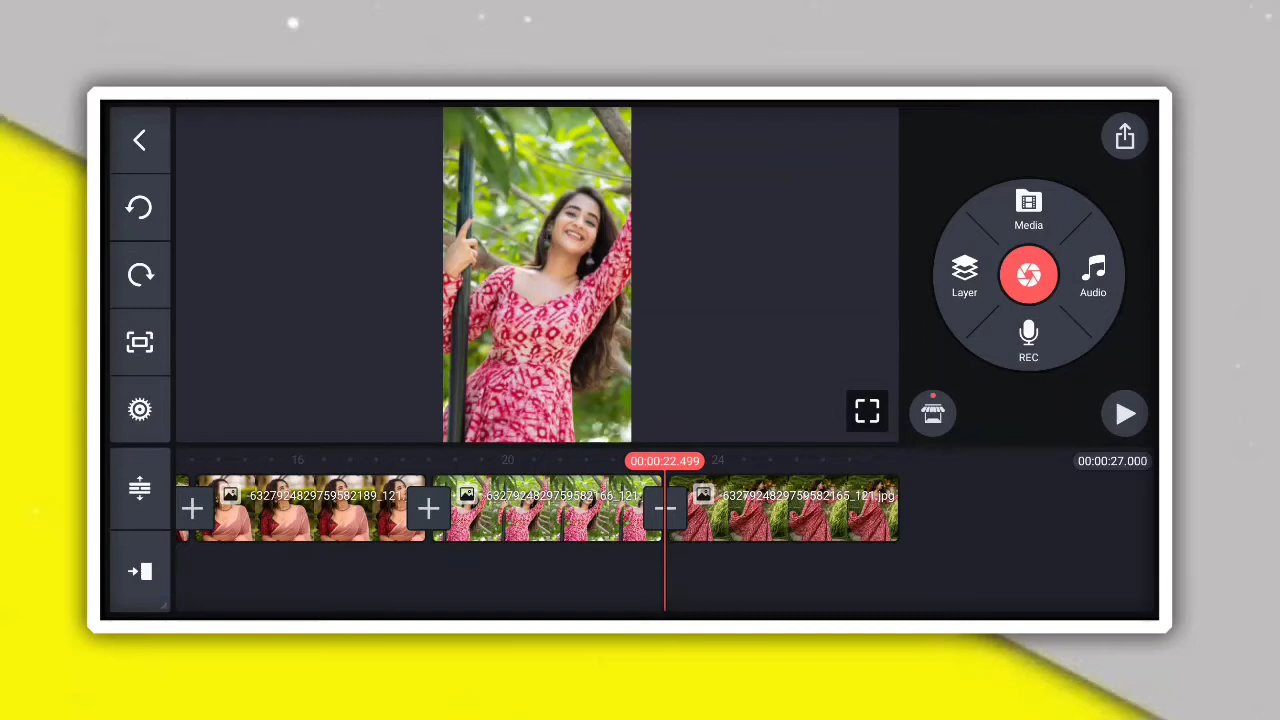 Media
Layer
Audio
REC
16
20
00:00:22.499
24
00:00:27.000
-6327924829759582189_121
-6327924829759582166_121.jpg
-6327924829759582165_121.jpg